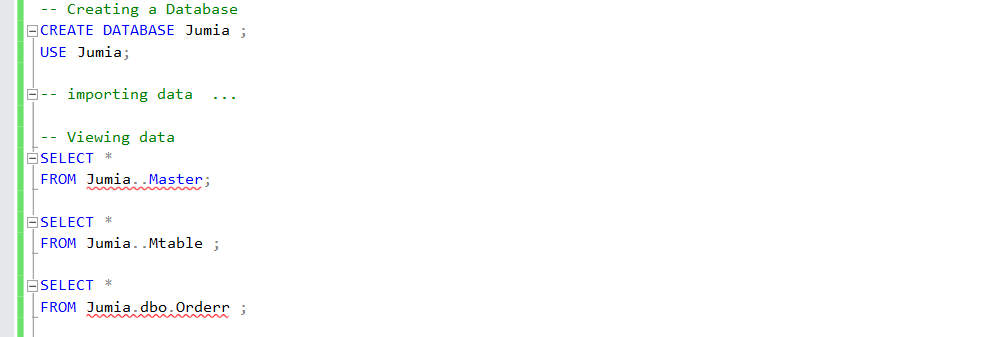 -- Creating a Database
CREATE DATABASE Jumia ;
USE Jumia;
-- importing data  ...
-- Viewing data
SELECT *
FROM Jumia..Master;
SELECT *
FROM Jumia..Mtable ;
SELECT *
FROM Jumia.dbo.Orderr ;